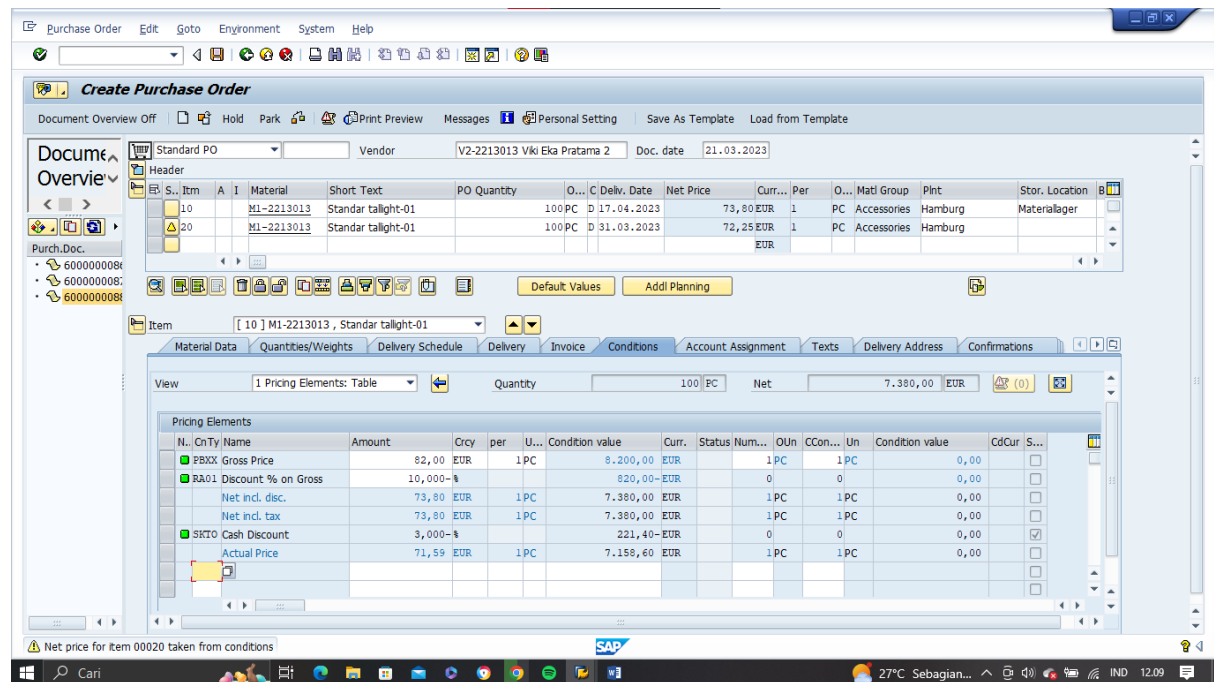 Purchase Order Edit Goto Environment System Help
Create Purchase Order
Document Overview Off Hold Park Print Preview Messages Personal Setting Save As Template Load from Template
Docume
Overvie
Purch.Doc.
600000008
600000008
600000008
Standard PO Vendor V2-2213013 Viki Eka Pratama 2 Doc. date 21.03.2023
Header
S.. Itm A I Material Short Text PO Quantity O... C Deliv. Date Net Price Curr... Per O... Matl Group Plnt Stor. Location B
10 M1-2213013 Standar tallight-01 100 PC D 17.04.2023 73,80 EUR 1 PC Accessories Hamburg Materiallager
20 M1-2213013 Standar tallight-01 100 PC D 31.03.2023 72,25 EUR 1 PC Accessories Hamburg
EUR
Default Values Addl Planning
Item [ 10 ] M1-2213013 , Standar tallight-01
Material Data Quantities/Weights Delivery Schedule Delivery Invoice Conditions Account Assignment Texts Delivery Address Confirmations
View 1 Pricing Elements: Table Quantity 100 PC Net 7.380,00 EUR (0)
Pricing Elements
N.. CnTy Name Amount Crcy per U... Condition value Curr. Status Num... OUn CCon... Un Condition value CdCur S...
PBXX Gross Price 82,00 EUR 1 PC 8.200,00 EUR 1 PC 1 PC 0,00
RA01 Discount % on Gross 10,000- % 820,00- EUR 0 0 0,00
Net incl. disc. 73,80 EUR 1 PC 7.380,00 EUR 1 PC 1 PC 0,00
Net incl. tax 73,80 EUR 1 PC 7.380,00 EUR 1 PC 1 PC 0,00
SKTO Cash Discount 3,000- % 221,40- EUR 0 0 0,00
Actual Price 71,59 EUR 1 PC 7.158,60 EUR 1 PC 1 PC 0,00
Net price for item 00020 taken from conditions SAP
Cari 27°C Sebagian... IND 12.09